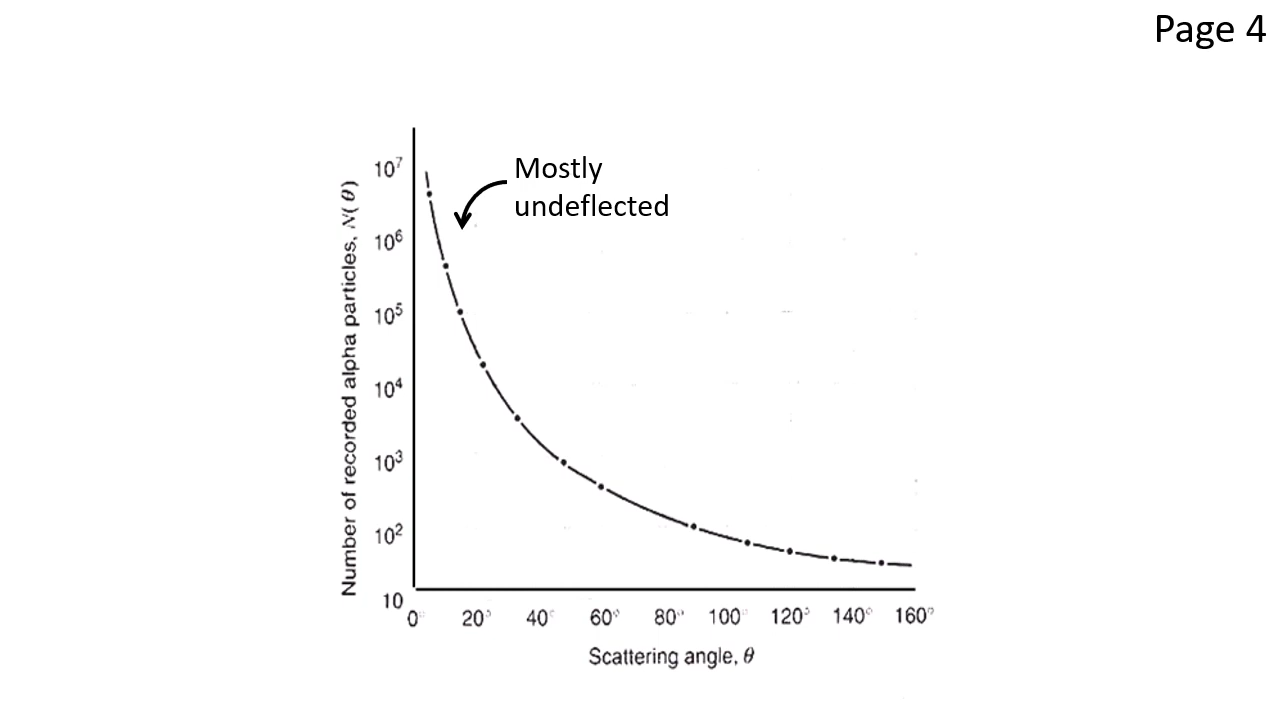 Page 4
Mostly
undeflected
Number of recorded alpha particles, N(θ)
10⁷
10⁶
10⁵
10⁴
10³
10²
10
0° 20° 40° 60° 80° 100° 120° 140° 160°
Scattering angle, θ